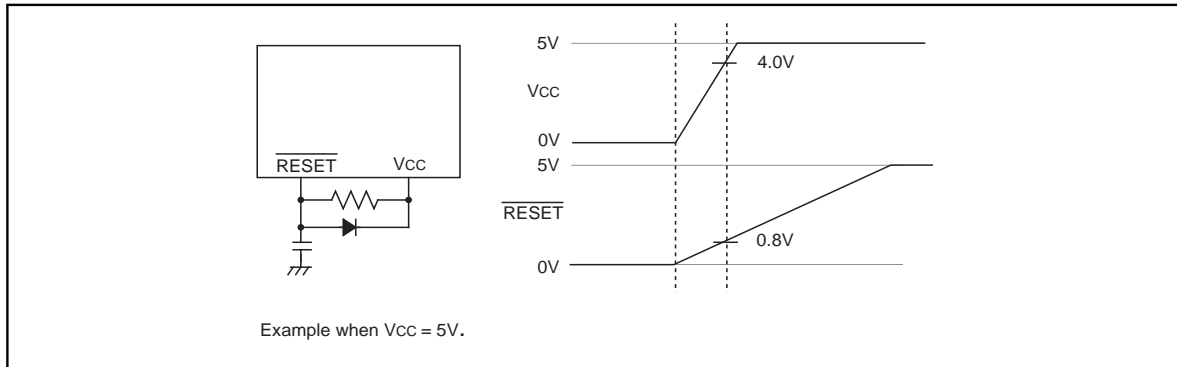 RESET
VCC
5V
VCC
4.0V
0V
5V
RESET
0.8V
0V
Example when VCC = 5V.